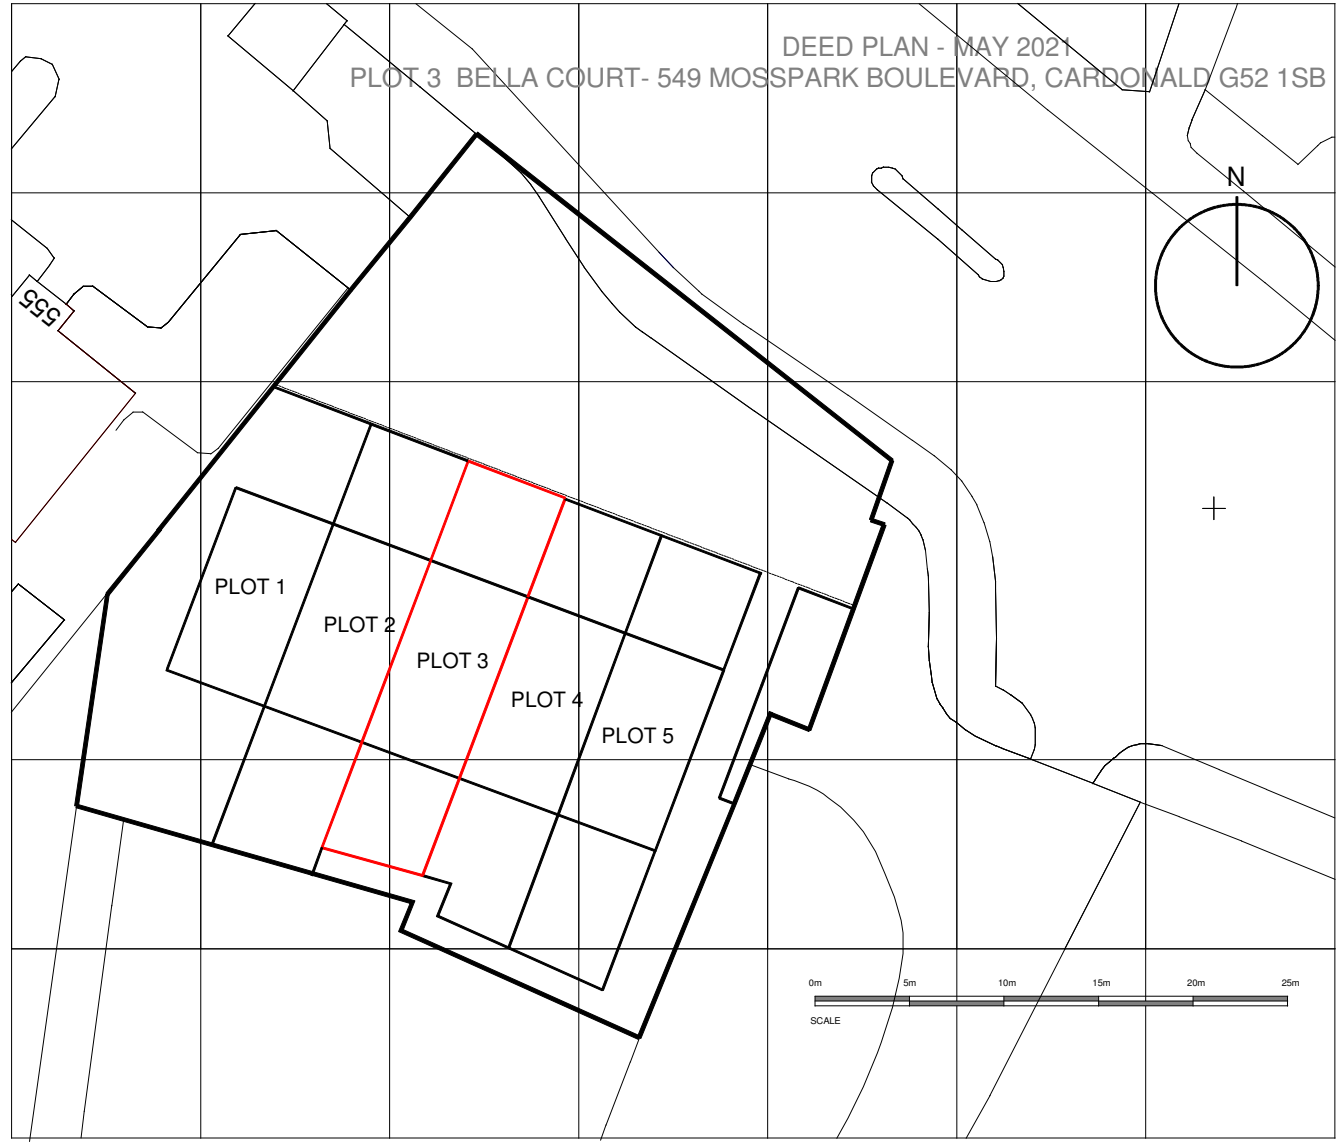 DEED PLAN - MAY 2021
PLOT 3 BELLA COURT- 549 MOSSPARK BOULEVARD, CARDONALD G52 1SB
N
555
PLOT 1
PLOT 2
PLOT 3
PLOT 4
PLOT 5
0m 5m 10m 15m 20m 25m
SCALE